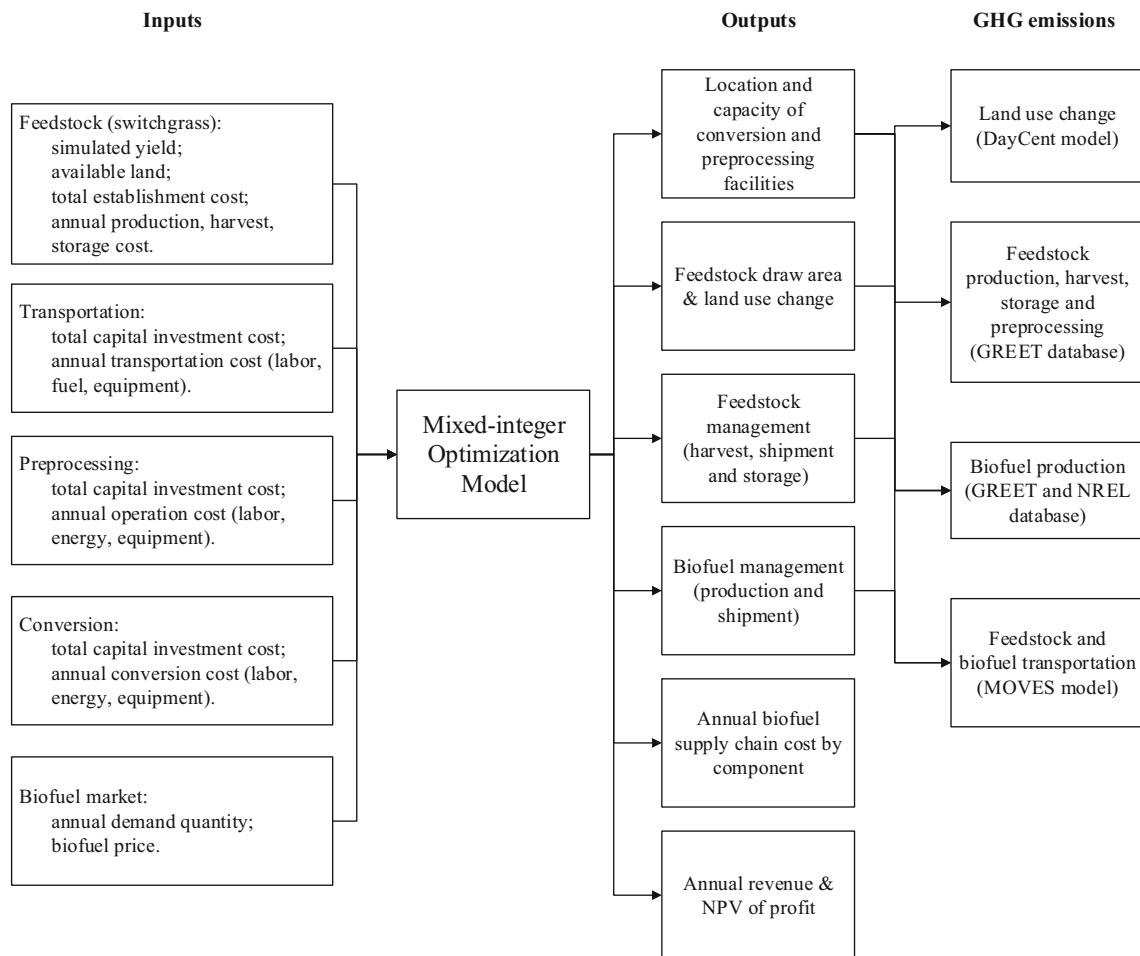 Inputs
Outputs
GHG emissions
Feedstock (switchgrass):
simulated yield;
available land;
total establishment cost;
annual production, harvest,
storage cost.
Transportation:
total capital investment cost;
annual transportation cost (labor,
fuel, equipment).
Preprocessing:
total capital investment cost;
annual operation cost (labor,
energy, equipment).
Conversion:
total capital investment cost;
annual conversion cost (labor,
energy, equipment).
Biofuel market:
annual demand quantity;
biofuel price.
Mixed-integer
Optimization
Model
Location and
capacity of
conversion and
preprocessing
facilities
Feedstock draw area
& land use change
Feedstock
management
(harvest, shipment
and storage)
Biofuel management
(production and
shipment)
Annual biofuel
supply chain cost by
component
Annual revenue &
NPV of profit
Land use change
(DayCent model)
Feedstock
production, harvest,
storage and
preprocessing
(GREET database)
Biofuel production
(GREET and NREL
database)
Feedstock and
biofuel transportation
(MOVES model)